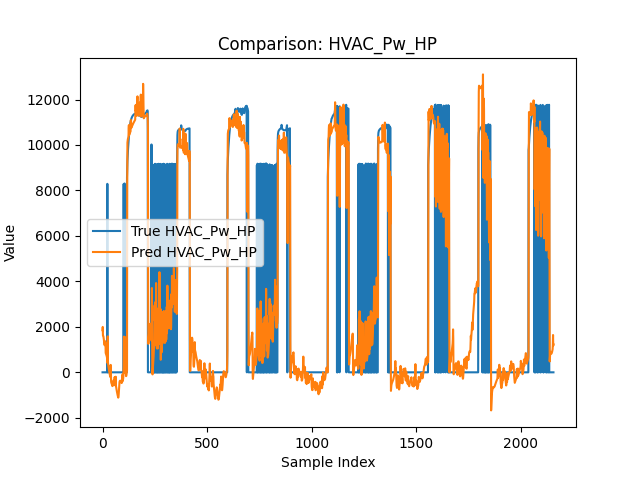 Comparison: HVAC_Pw_HP
12000
10000
8000
6000
4000
2000
0
−2000
Value
True HVAC_Pw_HP
Pred HVAC_Pw_HP
0
500
1000
1500
2000
Sample Index